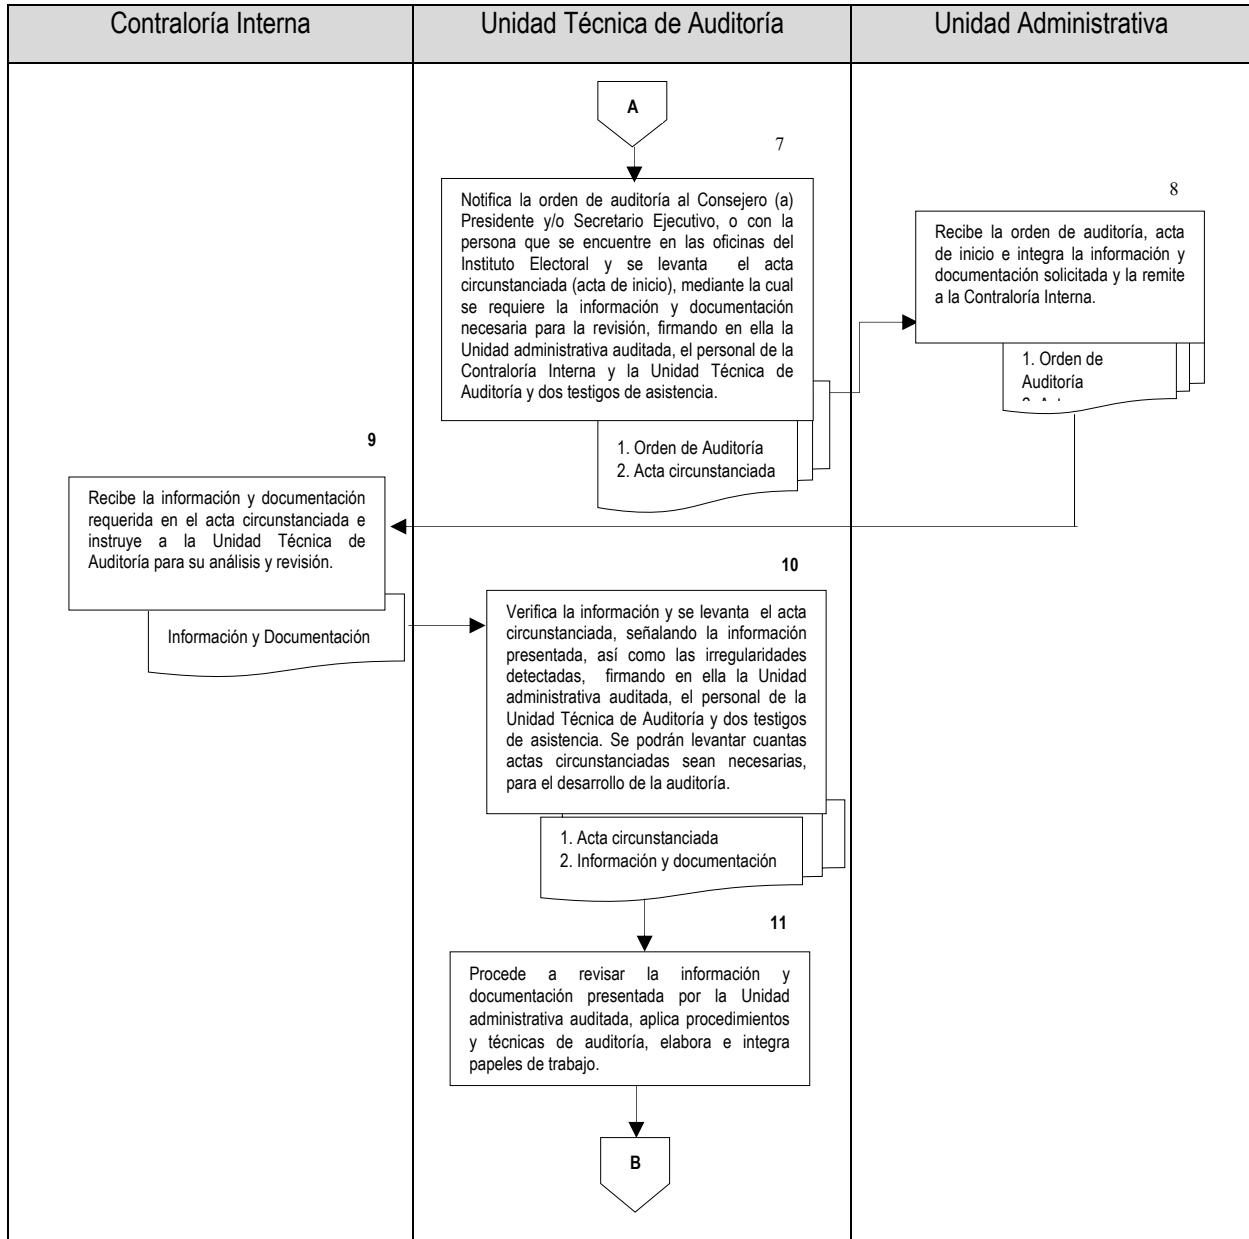 Contraloría Interna
Unidad Técnica de Auditoría
Unidad Administrativa
A
7
Notifica la orden de auditoría al Consejero (a)
Presidente y/o Secretario Ejecutivo, o con la
persona que se encuentre en las oficinas del
Instituto Electoral y se levanta el acta
circunstanciada (acta de inicio), mediante la cual
se requiere la información y documentación
necesaria para la revisión, firmando en ella la
Unidad administrativa auditada, el personal de la
Contraloría Interna y la Unidad Técnica de
Auditoría y dos testigos de asistencia.
1. Orden de Auditoría
2. Acta circunstanciada
8
Recibe la orden de auditoría, acta
de inicio e integra la información y
documentación solicitada y la remite
a la Contraloría Interna.
1. Orden de
Auditoría
9
Recibe la información y documentación
requerida en el acta circunstanciada e
instruye a la Unidad Técnica de
Auditoría para su análisis y revisión.
Información y Documentación
10
Verifica la información y se levanta el acta
circunstanciada, señalando la información
presentada, así como las irregularidades
detectadas, firmando en ella la Unidad
administrativa auditada, el personal de la
Unidad Técnica de Auditoría y dos testigos
de asistencia. Se podrán levantar cuantas
actas circunstanciadas sean necesarias,
para el desarrollo de la auditoría.
1. Acta circunstanciada
2. Información y documentación
11
Procede a revisar la información y
documentación presentada por la Unidad
administrativa auditada, aplica procedimientos
y técnicas de auditoría, elabora e integra
papeles de trabajo.
B